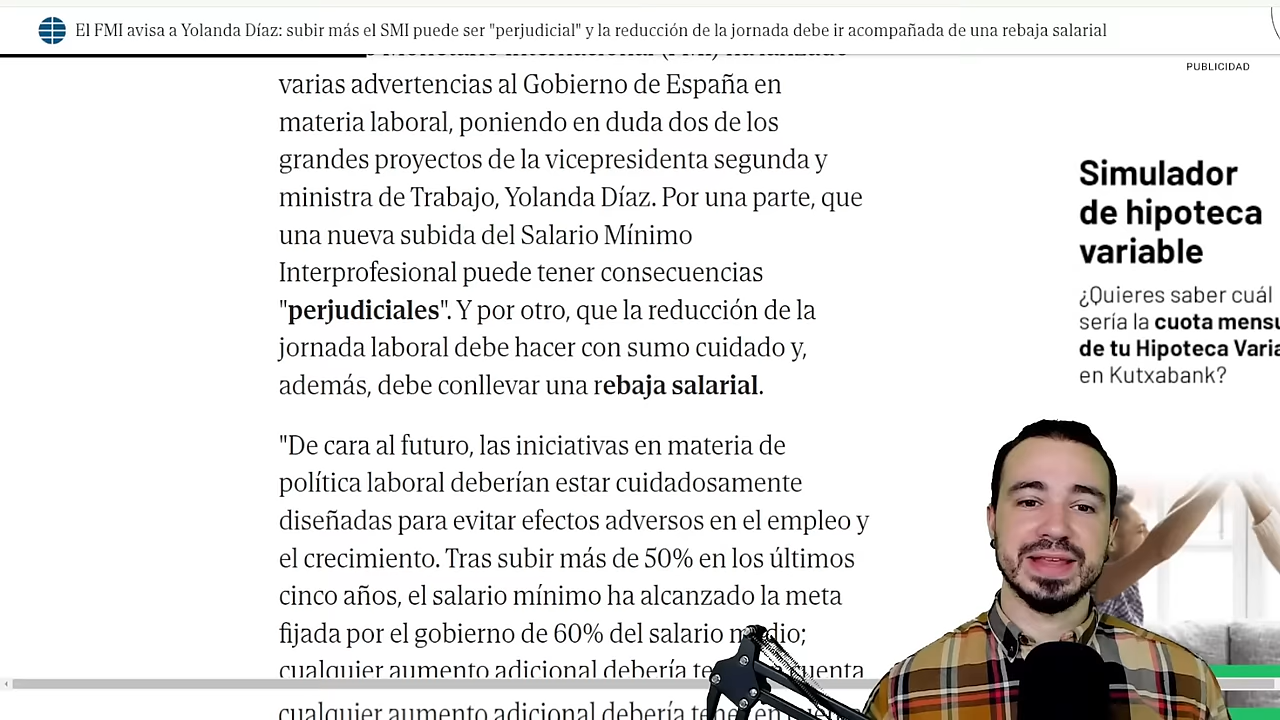 El FMI avisa a Yolanda Díaz: subir más el SMI puede ser "perjudicial" y la reducción de la jornada debe ir acompañada de una rebaja salarial
varias advertencias al Gobierno de España en
materia laboral, poniendo en duda dos de los
grandes proyectos de la vicepresidenta segunda y
ministra de Trabajo, Yolanda Díaz. Por una parte, que
una nueva subida del Salario Mínimo
Interprofesional puede tener consecuencias
"perjudiciales". Y por otro, que la reducción de la
jornada laboral debe hacer con sumo cuidado y,
además, debe conllevar una rebaja salarial.
"De cara al futuro, las iniciativas en materia de
política laboral deberían estar cuidadosamente
diseñadas para evitar efectos adversos en el empleo y
el crecimiento. Tras subir más de 50% en los últimos
cinco años, el salario mínimo ha alcanzado la meta
fijada por el gobierno de 60% del salario
cualquier aumento adicional debería cuenta
cualquier aumento adicional debería
PUBLICIDAD
Simulador
de hipoteca
variable
¿Quieres saber cuál
sería la cuota
de tu Hipoteca
en Kutxabank?